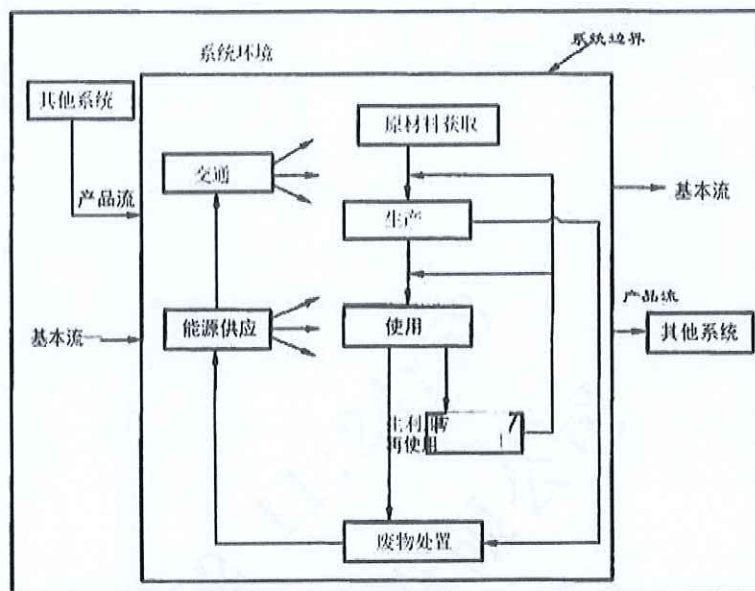 系统环境
系统边界
其他系统
原材料获取
交通
产品流
基本流
生产
产品流
能源供应
使用
基本流
其他系统
再使用
废物处置